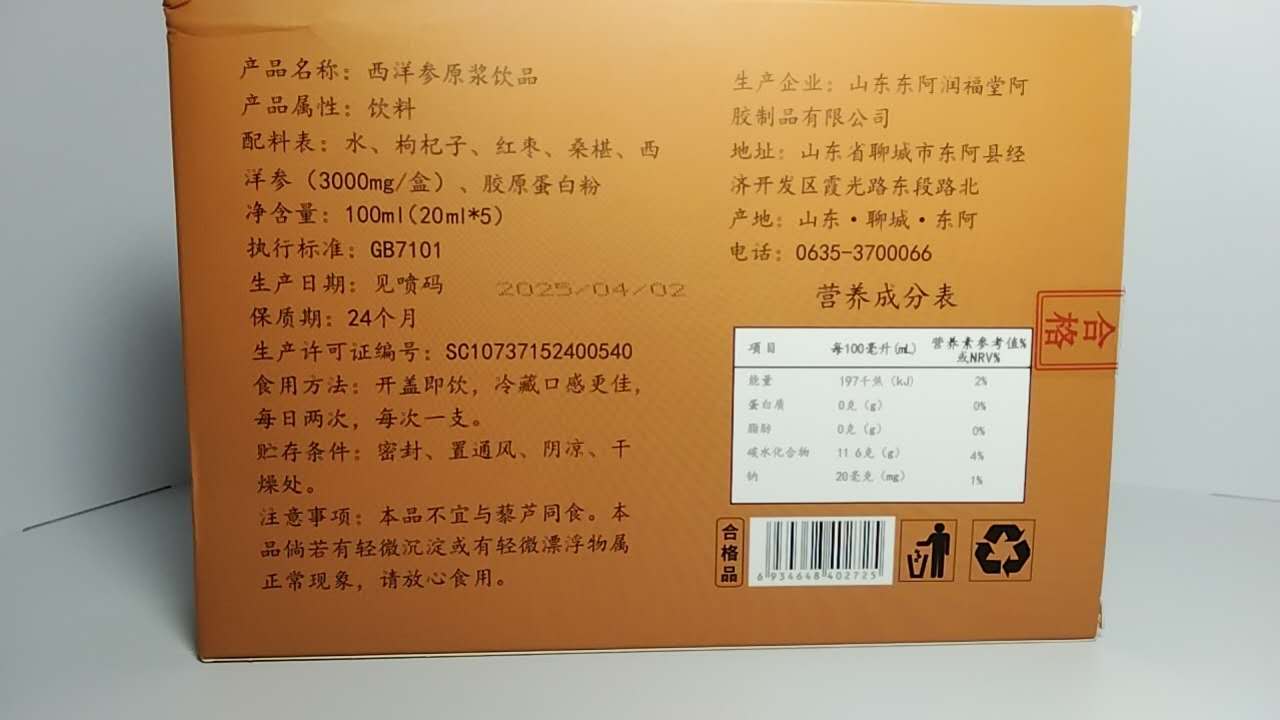 产品名称：西洋参原浆饮品
产品属性：饮料
配料表：水、枸杞子、红枣、桑椹、西
洋参（3000mg/盒）、胶原蛋白粉
净含量：100ml(20ml*5)
执行标准：GB7101
生产日期：见喷码 2025/04/02
保质期：24个月
生产许可证编号：SC10737152400540
食用方法：开盖即饮，冷藏口感更佳，
每日两次，每次一支。
贮存条件：密封、置通风、阴凉、干
燥处。
注意事项：本品不宜与藜芦同食。本
品倘若有轻微沉淀或有轻微漂浮物属
正常现象，请放心食用。
生产企业：山东东阿润福堂阿
胶制品有限公司
地址：山东省聊城市东阿县经
济开发区霞光路东段路北
产地：山东·聊城·东阿
电话：0635-3700066
营养成分表
项目 每100毫升(mL) 营养素参考值%
或NRV%
能量 197千焦（kJ） 2%
蛋白质 0克（g） 0%
脂肪 0克（g） 0%
碳水化合物 11.6克（g） 4%
钠 20毫克（mg） 1%
合格品
6 934648 402725
合格